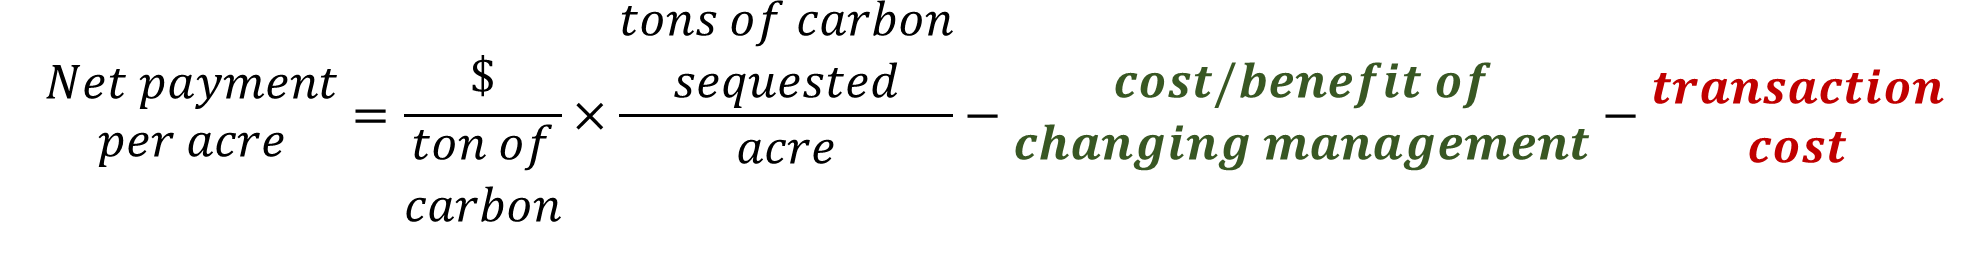 Net payment
per acre
=
$
ton of
carbon
×
tons of carbon
sequested
acre
−
cost/benefit of
changing management
−
transaction
cost